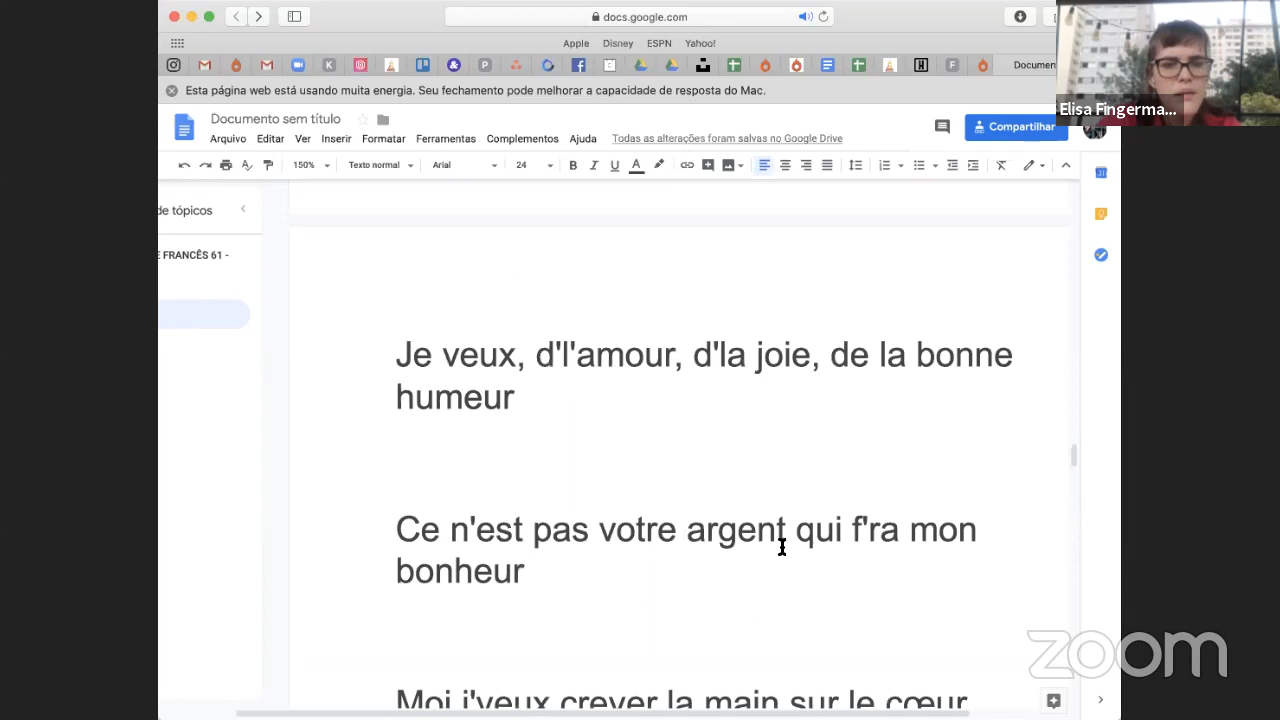 docs.google.com
Apple Disney ESPN Yahoo!
Documen
Esta página web está usando muita energia. Seu fechamento pode melhorar a capacidade de resposta do Mac.
Elisa Fingerma...
Documento sem título
Compartilhar
Arquivo Editar Ver Inserir Formatar Ferramentas Complementos Ajuda Todas as alterações foram salvas no Google Drive
150% Texto normal Arial 24
de tópicos
E FRANCÊS 61 -
Je veux, d'l'amour, d'la joie, de la bonne
humeur
Ce n'est pas votre argent qui f'ra mon
bonheur
Moi j'veux crever la main sur le cœur
zoom